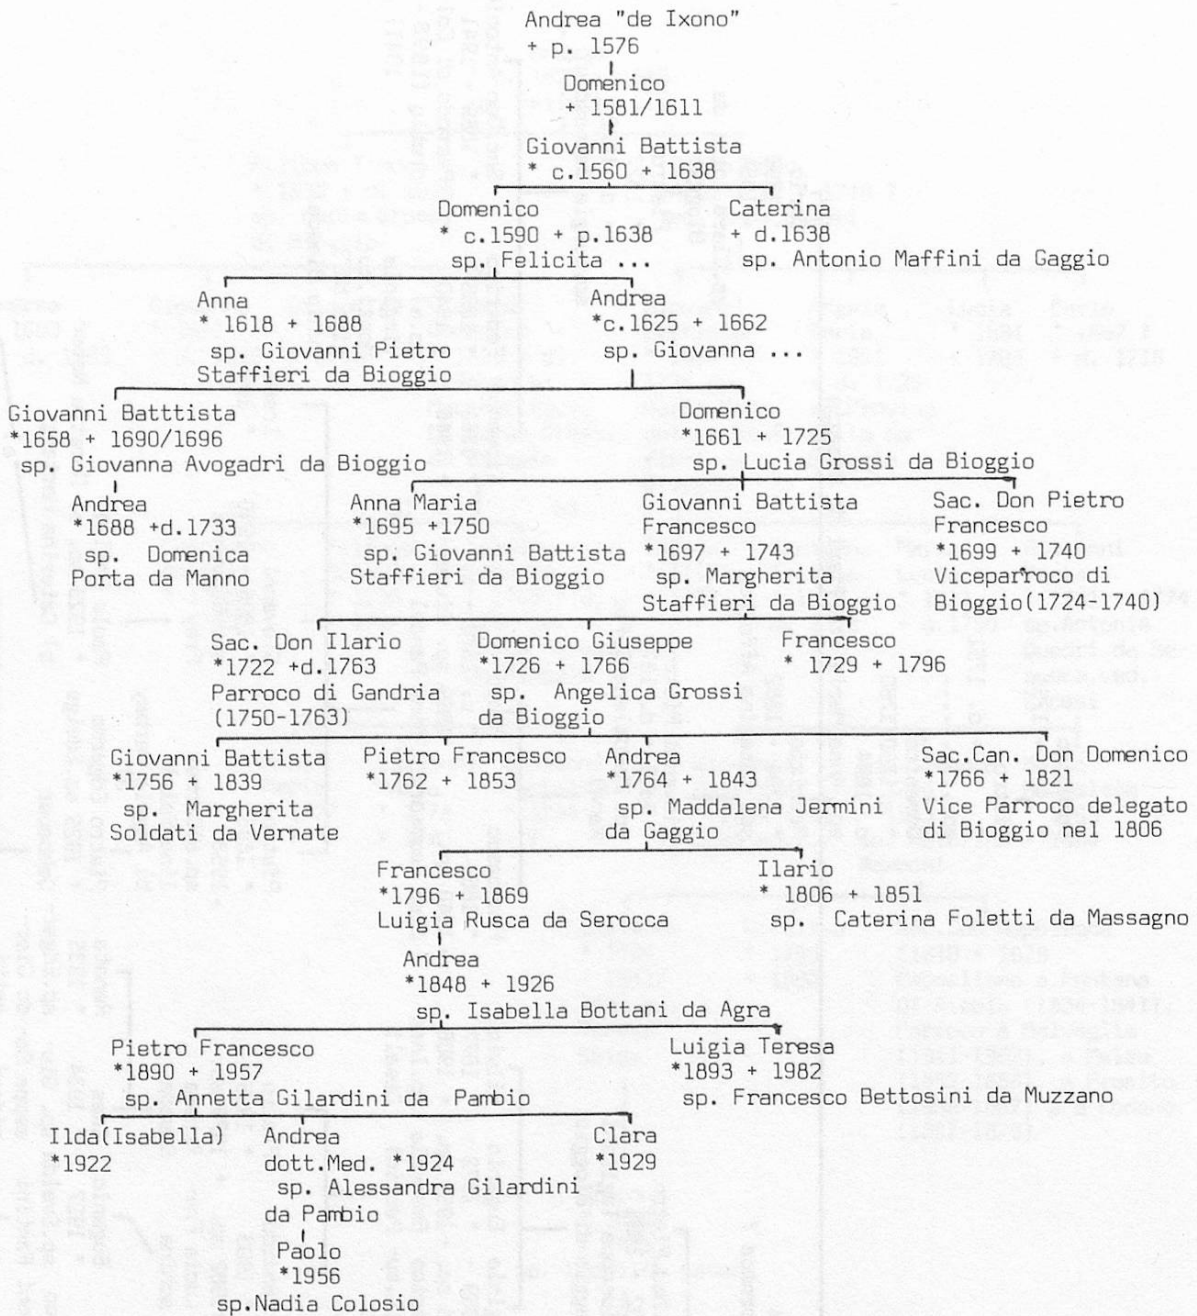 Andrea "de Ixono"
+ p. 1576
Domenico
+ 1581/1611
Giovanni Battista
* c.1560 + 1638
Domenico
* c.1590 + p.1638
sp. Felicita ...
Caterina
+ d.1638
sp. Antonio Maffini da Gaggio
Anna
* 1618 + 1688
sp. Giovanni Pietro
Staffieri da Bioggio
Andrea
*c.1625 + 1662
sp. Giovanna ...
Giovanni Batttista
*1658 + 1690/1696
sp. Giovanna Avogadri da Bioggio
Domenico
*1661 + 1725
sp. Lucia Grossi da Bioggio
Andrea
*1688 +d.1733
sp. Domenica
Porta da Manno
Anna Maria
*1695 +1750
sp. Giovanni Battista
Staffieri da Bioggio
Giovanni Battista
Francesco
*1697 + 1743
sp. Margherita
Staffieri da Bioggio
Sac. Don Pietro
Francesco
*1699 + 1740
Viceparroco di
Bioggio(1724-1740)
Sac. Don Ilario
*1722 +d.1763
Parroco di Gandria
(1750-1763)
Domenico Giuseppe
*1726 + 1766
sp. Angelica Grossi
da Bioggio
Francesco
* 1729 + 1796
Giovanni Battista
*1756 + 1839
sp. Margherita
Soldati da Vernate
Pietro Francesco
*1762 + 1853
Andrea
*1764 + 1843
sp. Maddalena Jermini
da Gaggio
Sac.Can. Don Domenico
*1766 + 1821
Vice Parroco delegato
di Bioggio nel 1806
Francesco
*1796 + 1869
Luigia Rusca da Serocca
Ilario
* 1806 + 1851
sp. Caterina Foletti da Massagno
Andrea
*1848 + 1926
sp. Isabella Bottani da Agra
Pietro Francesco
*1890 + 1957
sp. Annetta Gilardini da Pambio
Luigia Teresa
*1893 + 1982
sp. Francesco Bettosini da Muzzano
Ilda(Isabella)
*1922
Andrea
dott.Med. *1924
sp. Alessandra Gilardini
da Pambio
Clara
*1929
Paolo
*1956
sp.Nadia Colosio